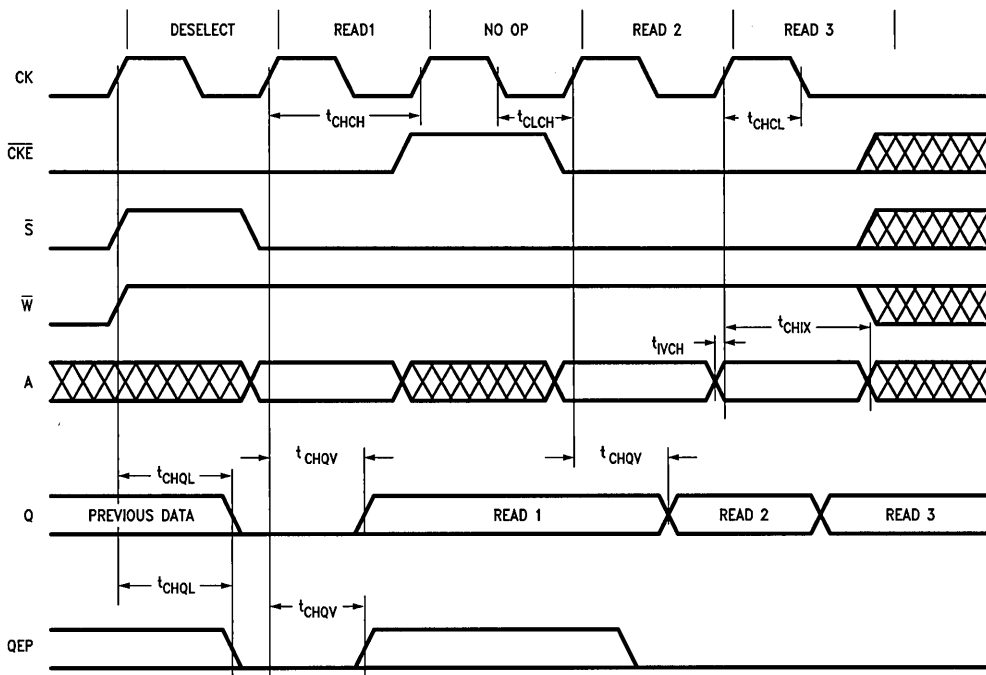 DESELECT READ1 NO OP READ 2 READ 3
CK
tCHCH tCLCH tCHCL
CKE
S
W
tCHIX
tIVCH
A
tCHQV tCHQV
tCHQL
Q PREVIOUS DATA READ 1 READ 2 READ 3
tCHQL
tCHQV
QEP